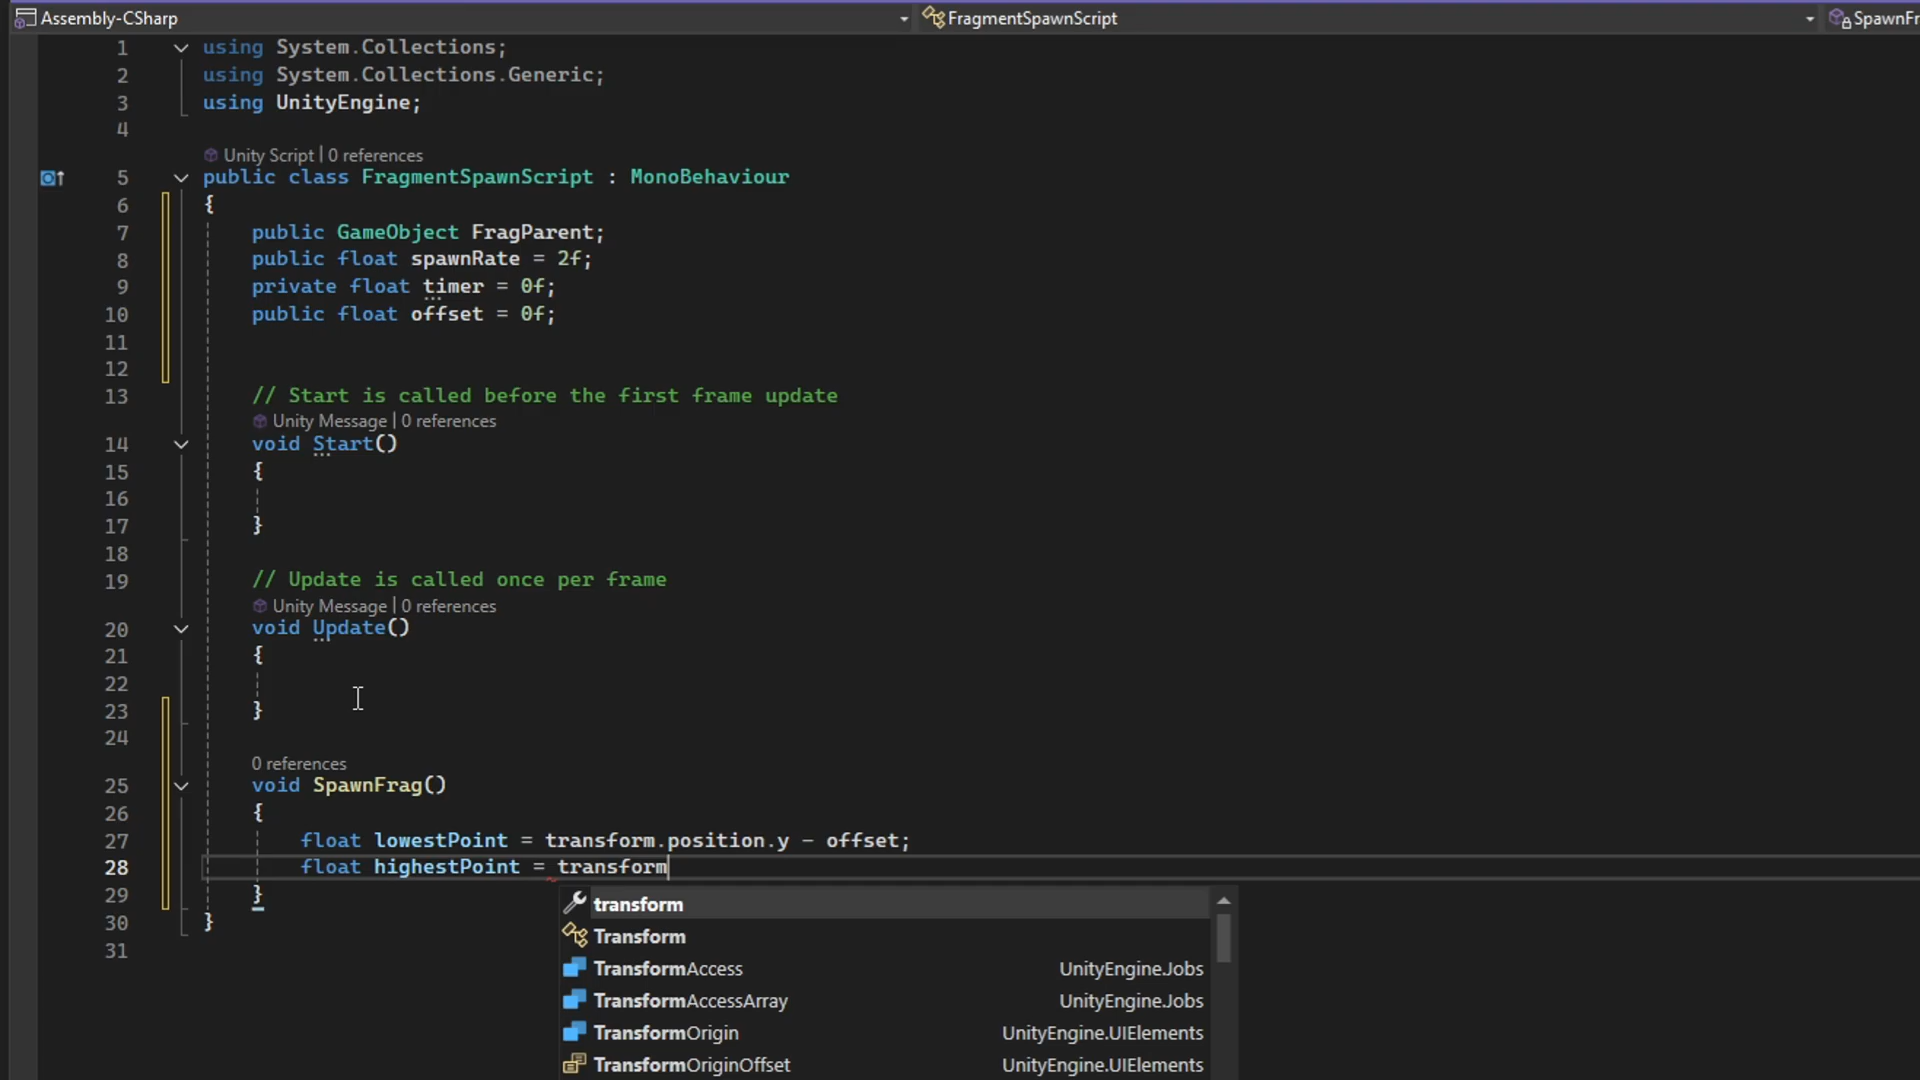 Assembly-CSharp FragmentSpawnScript SpawnFr
1 using System.Collections;
2 using System.Collections.Generic;
3 using UnityEngine;
4
Unity Script | 0 references
5 public class FragmentSpawnScript : MonoBehaviour
6 {
7 public GameObject FragParent;
8 public float spawnRate = 2f;
9 private float timer = 0f;
10 public float offset = 0f;
11
12
13 // Start is called before the first frame update
Unity Message | 0 references
14 void Start()
15 {
16
17 }
18
19 // Update is called once per frame
Unity Message | 0 references
20 void Update()
21 {
22
23 }
24
0 references
25 void SpawnFrag()
26 {
27 float lowestPoint = transform.position.y - offset;
28 float highestPoint = transform
29 }
30 }
31
transform
Transform
TransformAccess UnityEngine.Jobs
TransformAccessArray UnityEngine.Jobs
TransformOrigin UnityEngine.UIElements
TransformOriginOffset UnityEngine.UIElements